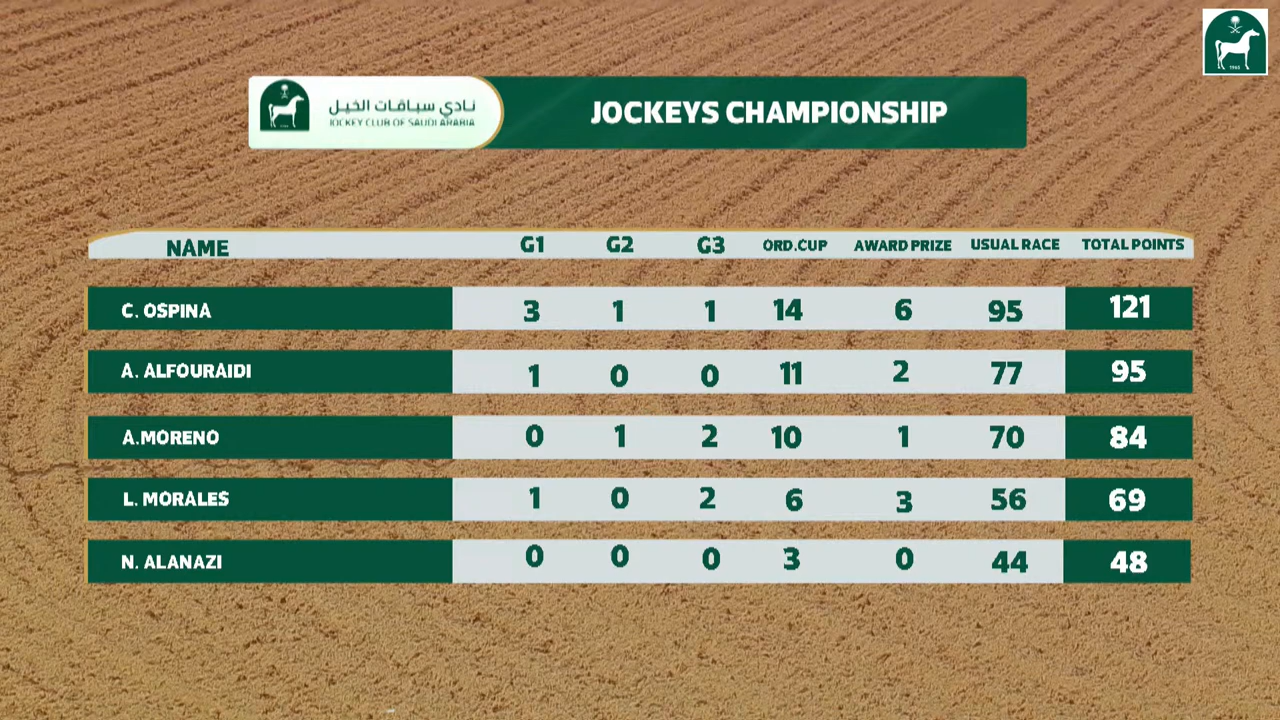 نادي سباقات الخيل
JOCKEY CLUB OF SAUDI ARABIA
JOCKEYS CHAMPIONSHIP
NAME G1 G2 G3 ORD.CUP AWARD PRIZE USUAL RACE TOTAL POINTS
C. OSPINA 3 1 1 14 6 95 121
A. ALFOURAIDI 1 0 0 11 2 77 95
A.MORENO 0 1 2 10 1 70 84
L. MORALES 1 0 2 6 3 56 69
N. ALANAZI 0 0 0 3 0 44 48